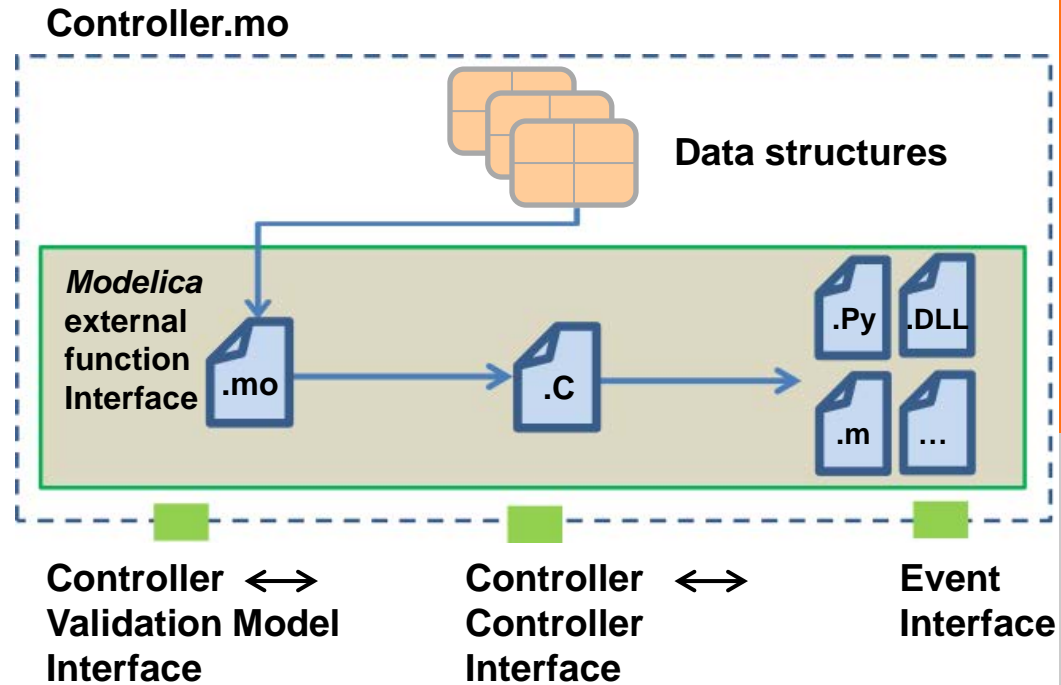 Controller.mo
Data structures
Modelica
external
function
Interface
.mo
.C
.Py
.DLL
.m
...
Controller ↔
Validation Model
Interface
Controller ↔
Controller
Interface
Event
Interface